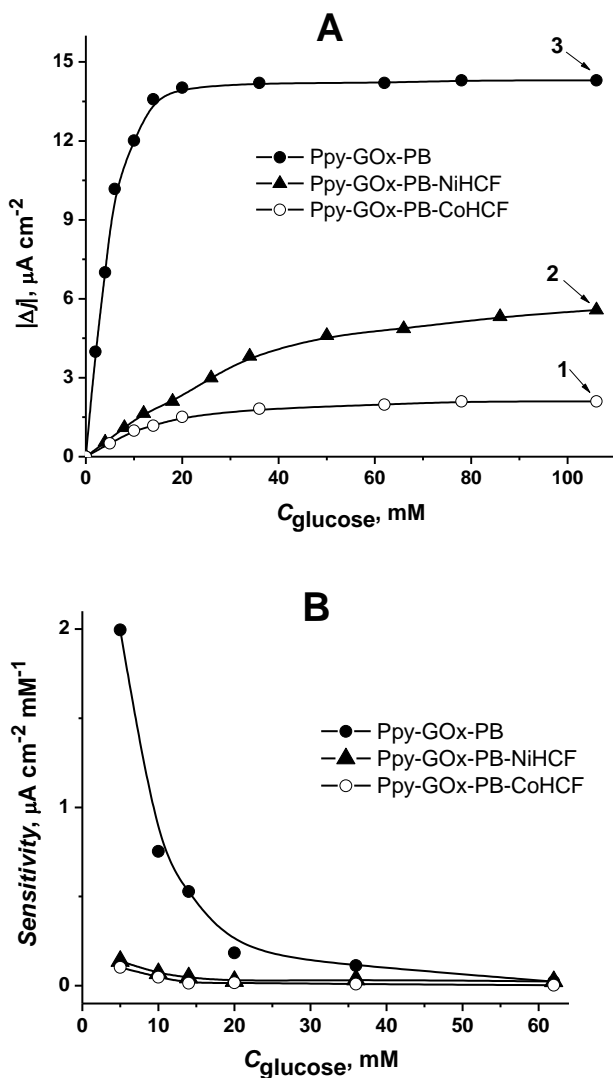 A
15
12
9
6
3
0
|Δj|, μA cm⁻²
3
Ppy-GOx-PB
Ppy-GOx-PB-NiHCF
Ppy-GOx-PB-CoHCF
2
1
0 20 40 60 80 100
Cglucose, mM
B
2
1
0
Sensitivity, μA cm⁻² mM⁻¹
Ppy-GOx-PB
Ppy-GOx-PB-NiHCF
Ppy-GOx-PB-CoHCF
0 10 20 30 40 50 60
Cglucose, mM